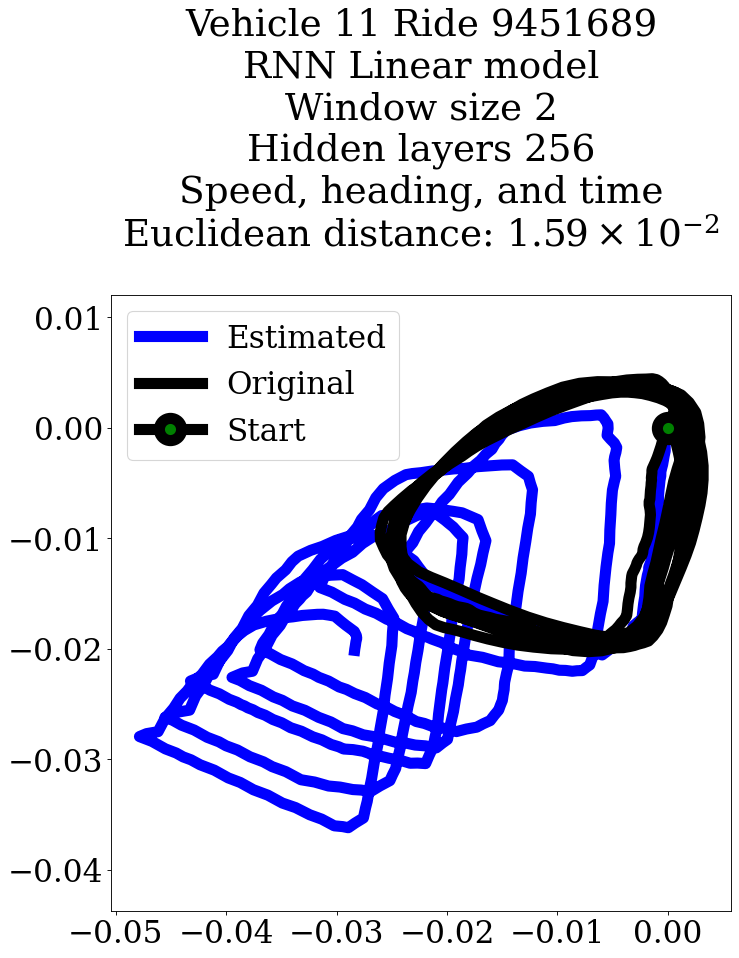 Vehicle 11 Ride 9451689
RNN Linear model
Window size 2
Hidden layers 256
Speed, heading, and time
Euclidean distance: 1.59 × 10⁻²
Estimated
Original
Start
0.01
0.00
−0.01
−0.02
−0.03
−0.04
−0.05 −0.04 −0.03 −0.02 −0.01 0.00